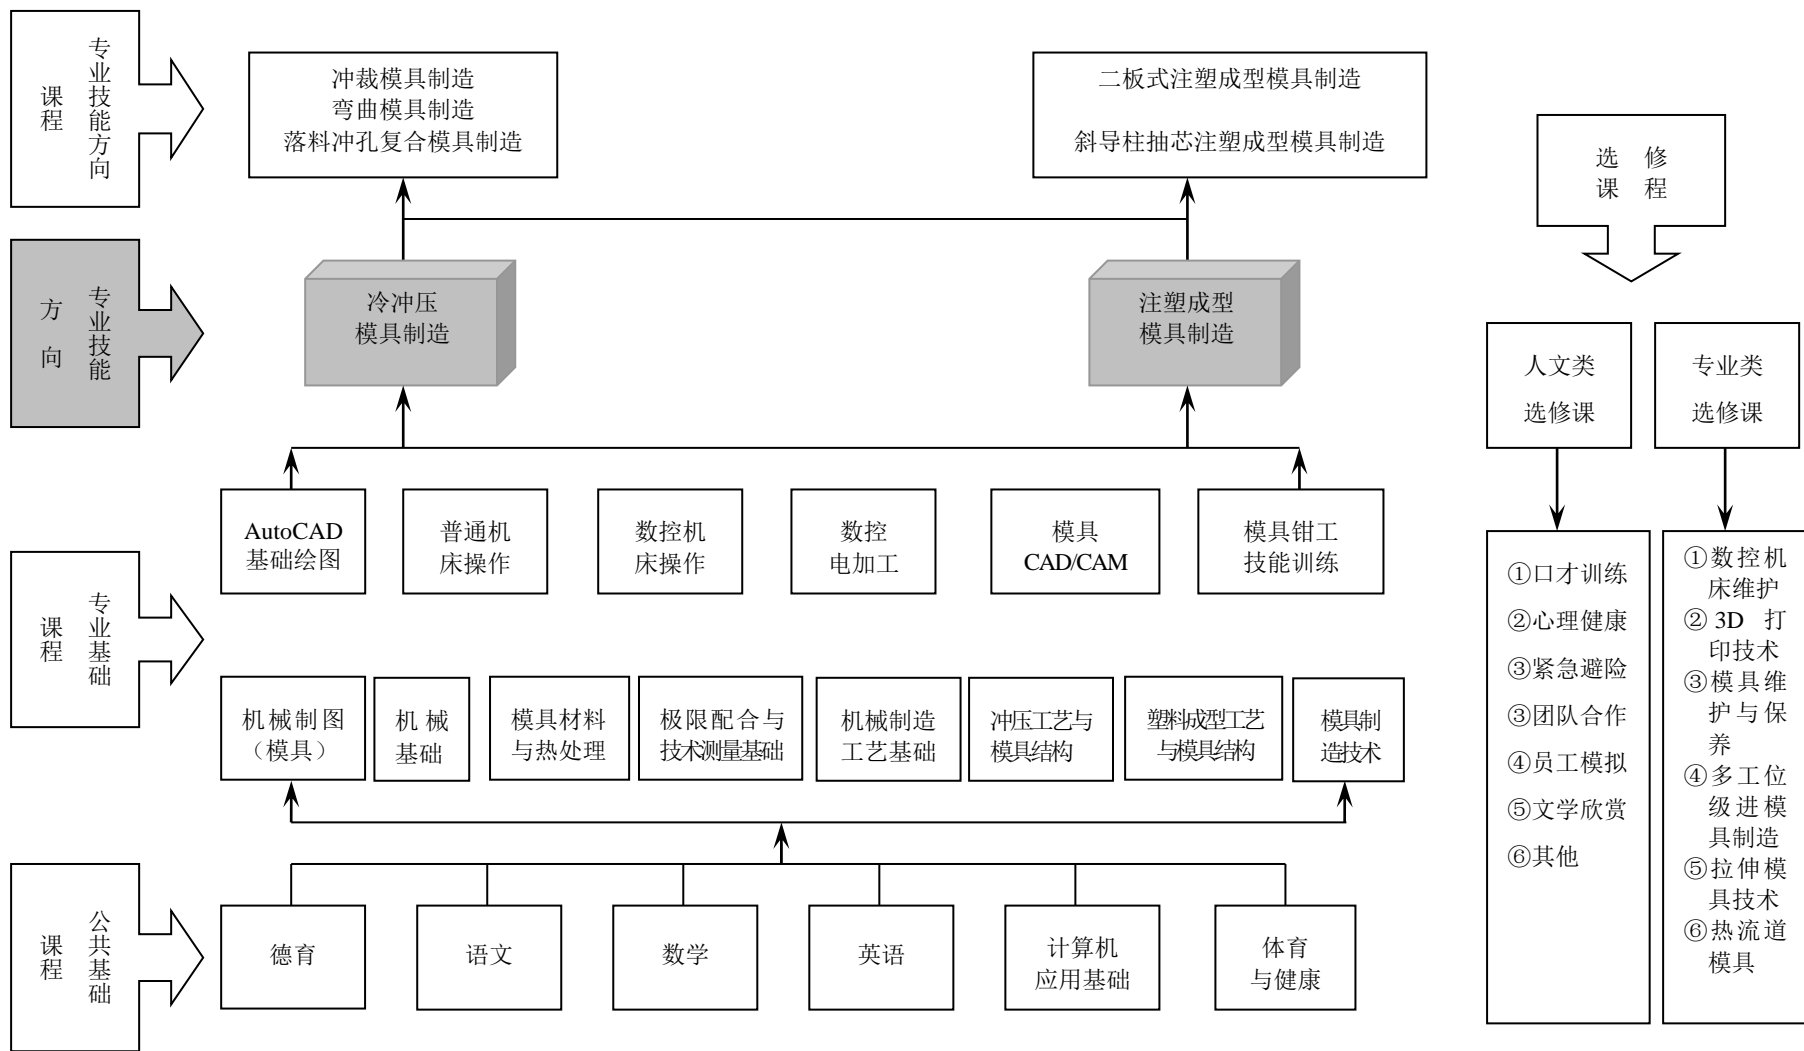 专业技能方向
课程
冲裁模具制造
弯曲模具制造
落料冲孔复合模具制造
二板式注塑成型模具制造
斜导柱抽芯注塑成型模具制造
专业技能
方向
冷冲压
模具制造
注塑成型
模具制造
专业基础
课程
AutoCAD
基础绘图
普通机
床操作
数控机
床操作
数控
电加工
模具
CAD/CAM
模具钳工
技能训练
机械制图
（模具）
机械
基础
模具材料
与热处理
极限配合与
技术测量基础
机械制造
工艺基础
冲压工艺与
模具结构
塑料成型工艺
与模具结构
模具制
造技术
公共基础
课程
德育
语文
数学
英语
计算机
应用基础
体育
与健康
选 修
课 程
人文类
选修课
①口才训练
②心理健康
③紧急避险
③团队合作
④员工模拟
⑤文学欣赏
⑥其他
专业类
选修课
①数控机
床维护
②3D 打
印技术
③模具维
护与保
养
④多工位
级进模
具制造
⑤拉伸模
具技术
⑥热流道
模具